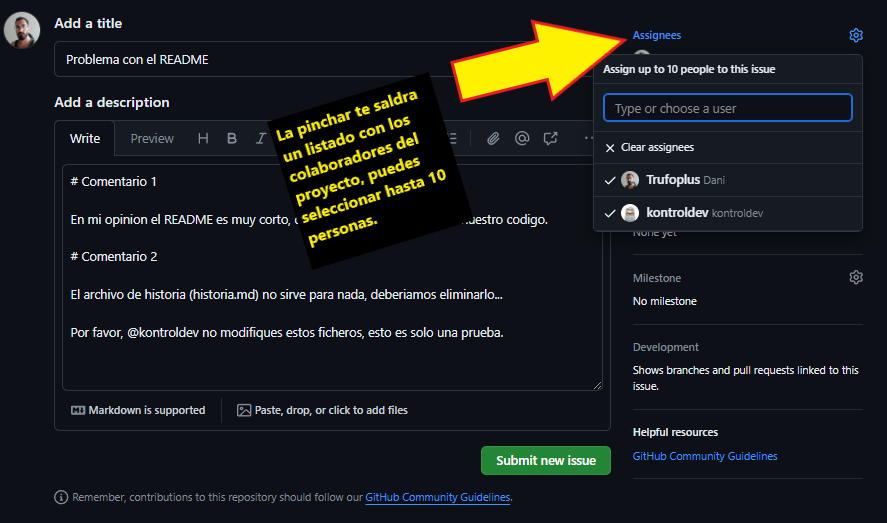 Add a title
Problema con el README
Add a description
Write
Preview
H
B
I
# Comentario 1
En mi opinion el README es muy corto,
uestro codigo.
# Comentario 2
El archivo de historia (historia.md) no sirve para nada, deberiamos eliminarlo...
Por favor, @kontroldev no modifiques estos ficheros, esto es solo una prueba.
Markdown is supported
Paste, drop, or click to add files
Submit new issue
Remember, contributions to this repository should follow our GitHub Community Guidelines.
La pinchar te saldra
un listado con los
colaboradores del
proyecto, puedes
seleccionar hasta 10
personas.
Assignees
Assign up to 10 people to this issue
Type or choose a user
Clear assignees
Trufoplus Dani
kontroldev kontroldev
None yet
Milestone
No milestone
Development
Shows branches and pull requests linked to this
issue.
Helpful resources
GitHub Community Guidelines